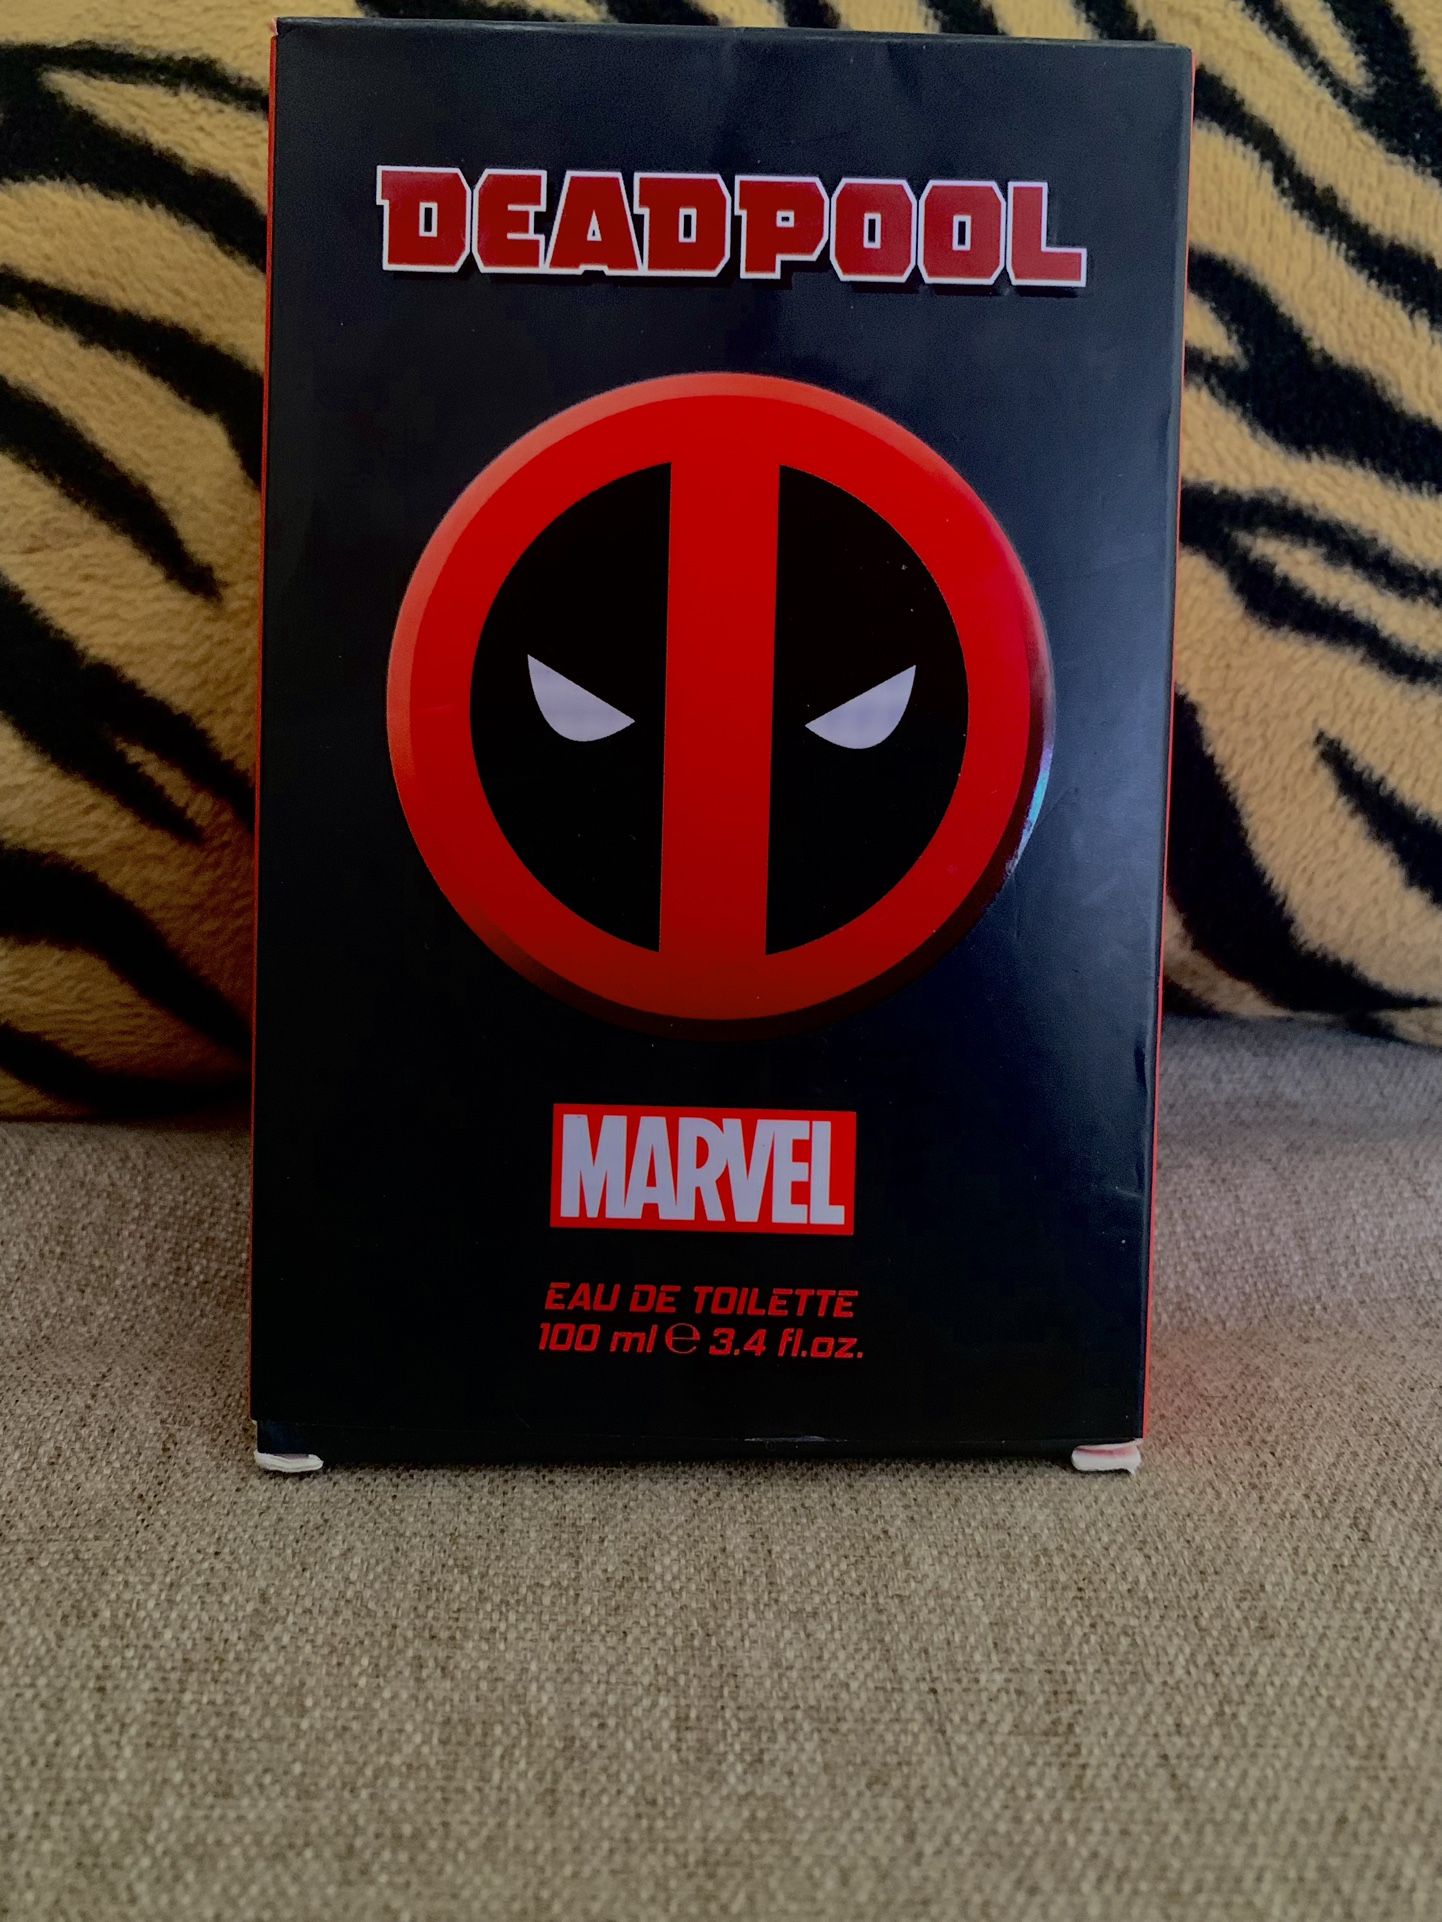 DEADPOOL
MARVEL
EAU DE TOILETTE
100 ml ℮ 3.4 fl.oz.